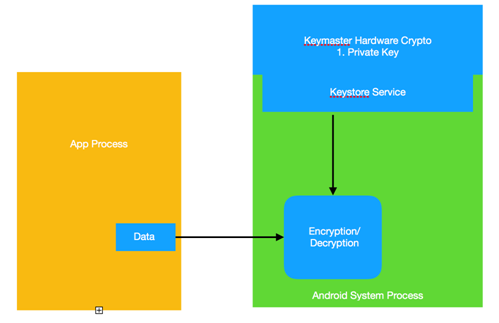 Keymaster Hardware Crypto
1. Private Key
Keystore Service
App Process
Data
Encryption/
Decryption
Android System Process